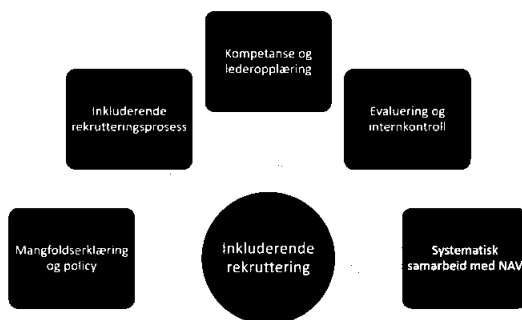 Kompetanse og
lederopplæring
Inkluderende
rekrutteringsprosess
Evaluering og
internkontroll
Mangfoldserklæring
og policy
Inkluderende
rekruttering
Systematisk
samarbeid med NAV